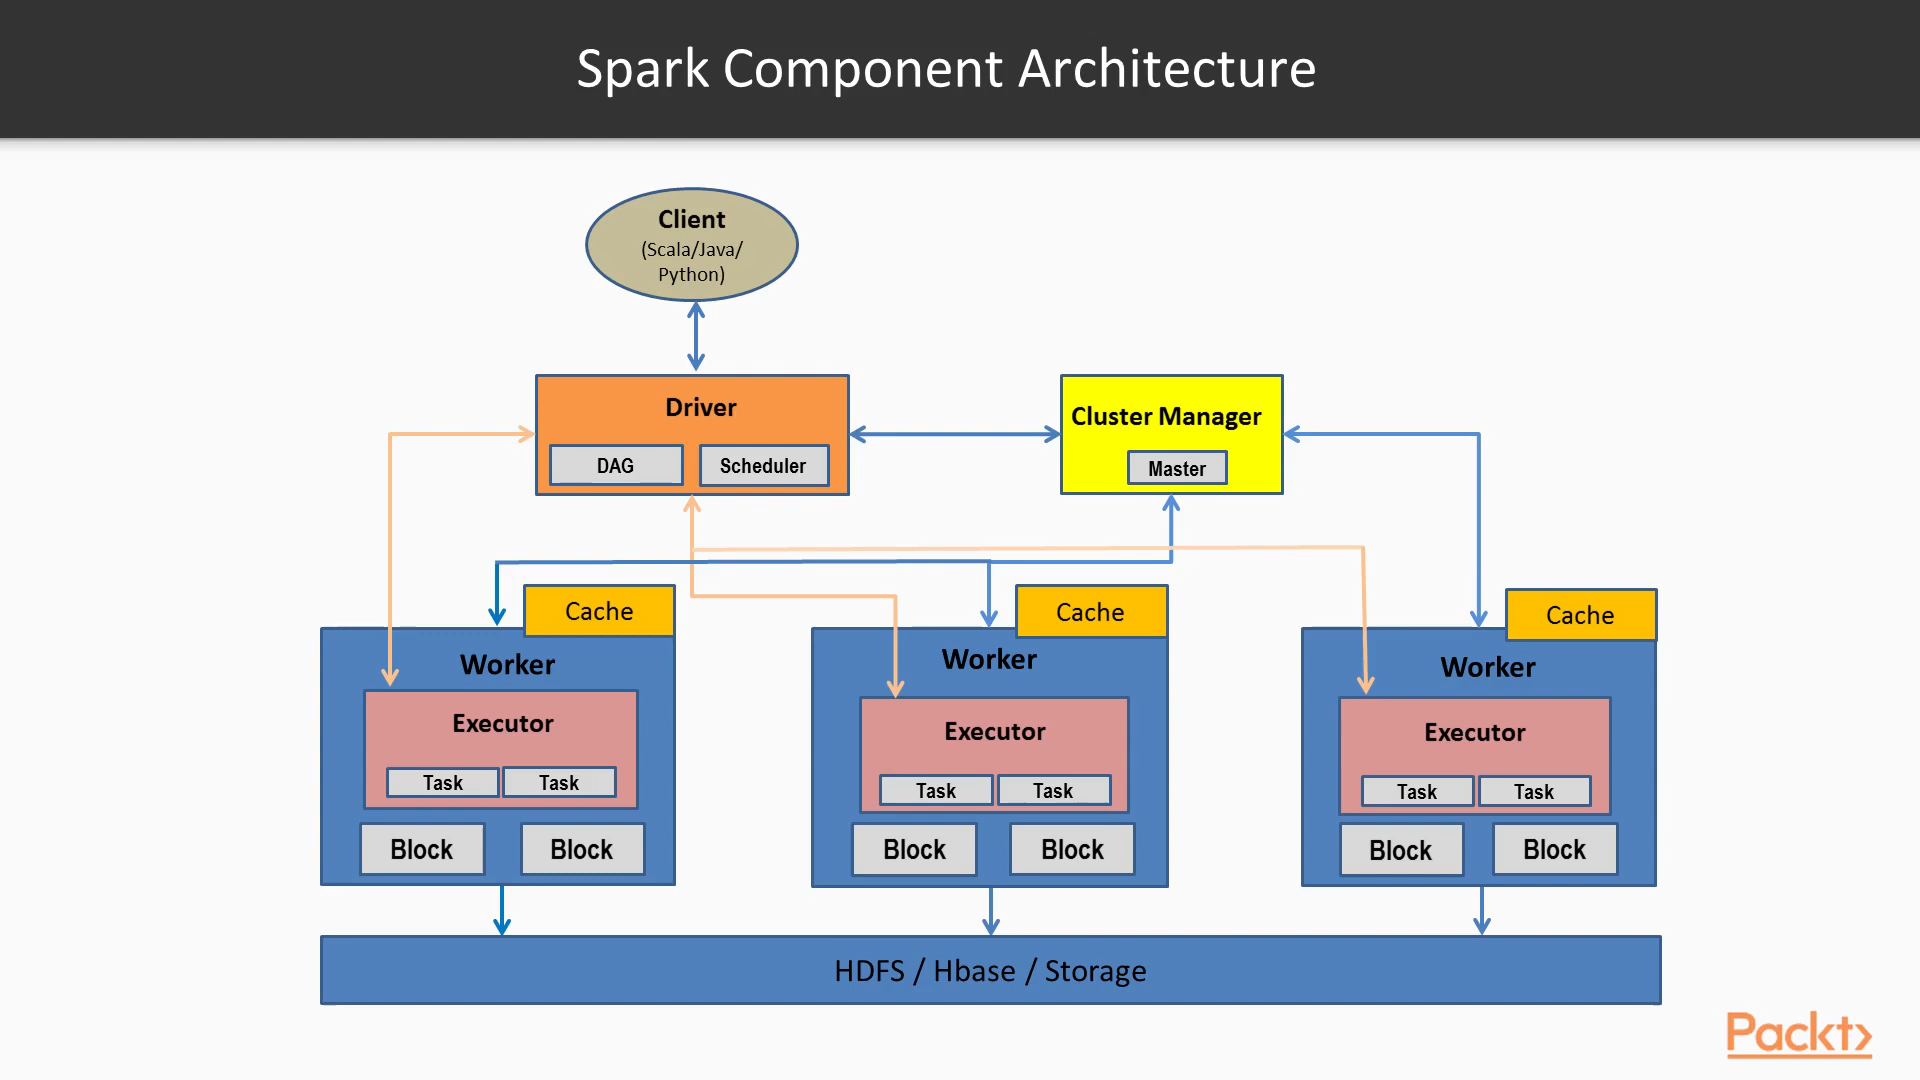 Spark Component Architecture
Client
(Scala/Java/
Python)
Driver
DAG
Scheduler
Cluster Manager
Master
Cache
Worker
Executor
Task
Task
Block
Block
Cache
Worker
Executor
Task
Task
Block
Block
Cache
Worker
Executor
Task
Task
Block
Block
HDFS / Hbase / Storage
Packt>